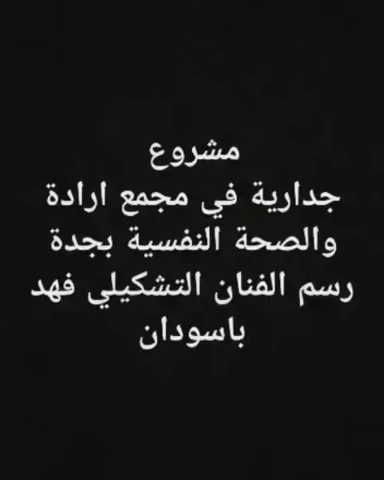 مشروع
جدارية في مجمع ارادة
والصحة النفسية بجدة
رسم الفنان التشكيلي فهد
باسودان